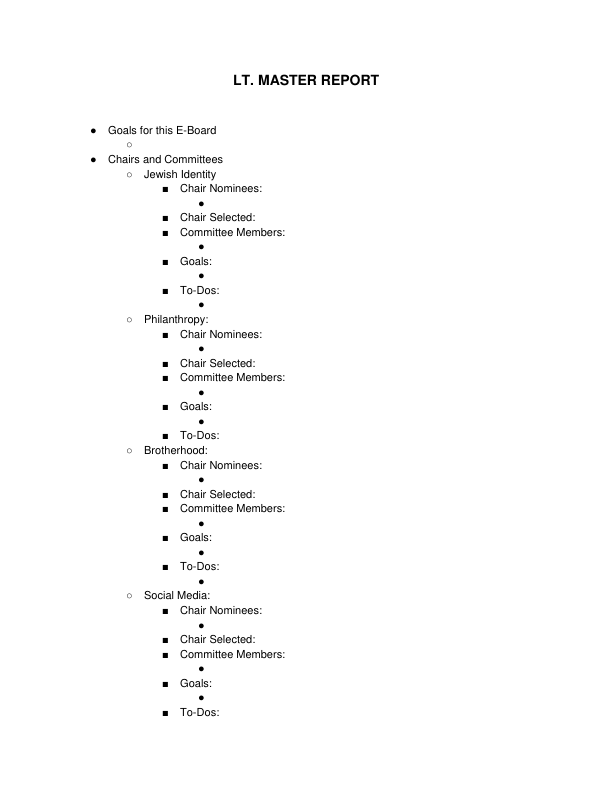 LT. MASTER REPORT
● Goals for this E-Board
○
● Chairs and Committees
○ Jewish Identity
■ Chair Nominees:
●
■ Chair Selected:
■ Committee Members:
●
■ Goals:
●
■ To-Dos:
●
○ Philanthropy:
■ Chair Nominees:
●
■ Chair Selected:
■ Committee Members:
●
■ Goals:
●
■ To-Dos:
○ Brotherhood:
■ Chair Nominees:
●
■ Chair Selected:
■ Committee Members:
●
■ Goals:
●
■ To-Dos:
●
○ Social Media:
■ Chair Nominees:
●
■ Chair Selected:
■ Committee Members:
●
■ Goals:
●
■ To-Dos: